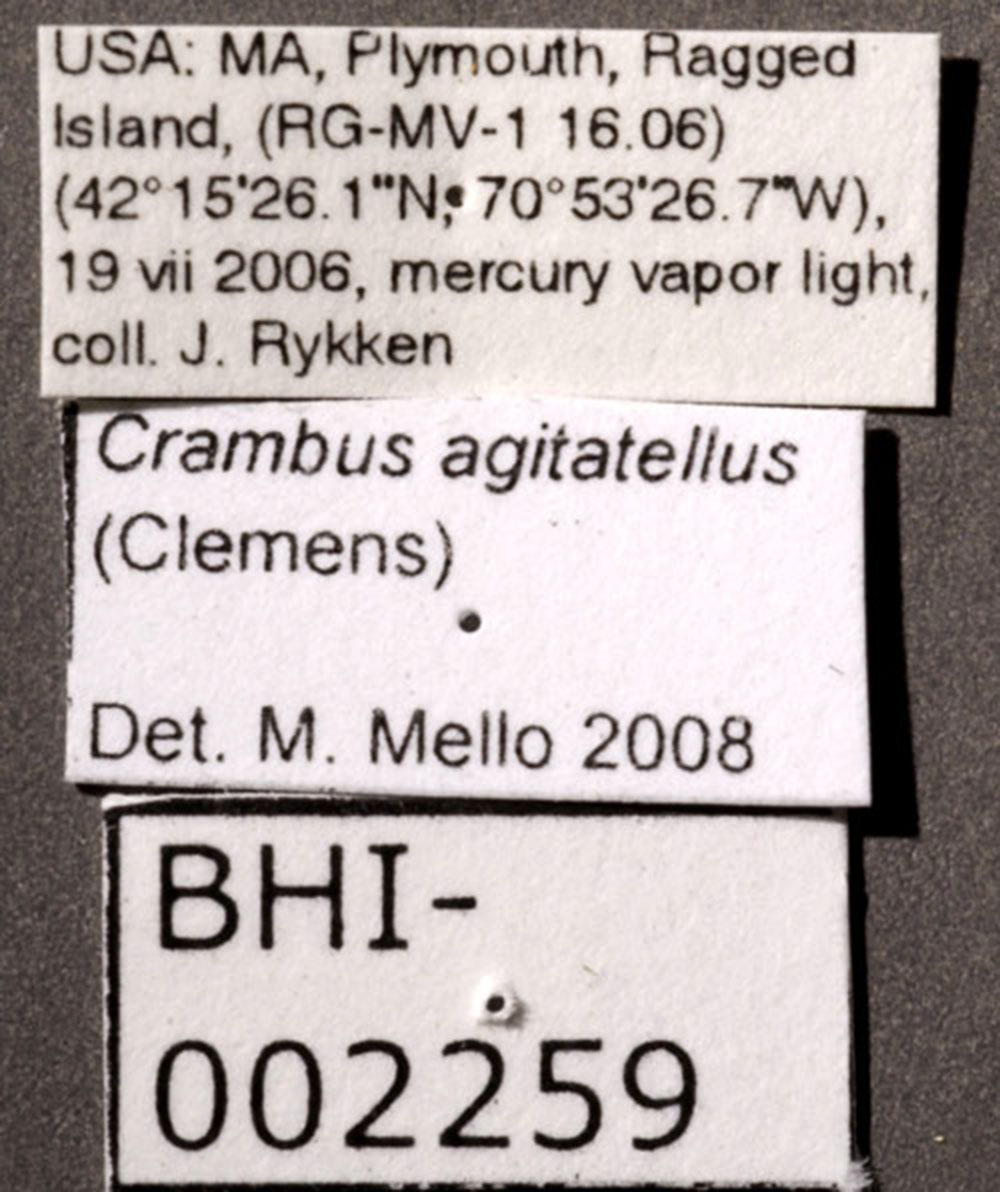 USA: MA, Plymouth, Ragged
Island, (RG-MV-1 16.06)
(42°15'26.1"N; 70°53'26.7"W),
19 vii 2006, mercury vapor light,
coll. J. Rykken
Crambus agitatellus
(Clemens)
Det. M. Mello 2008
BHI-
002259